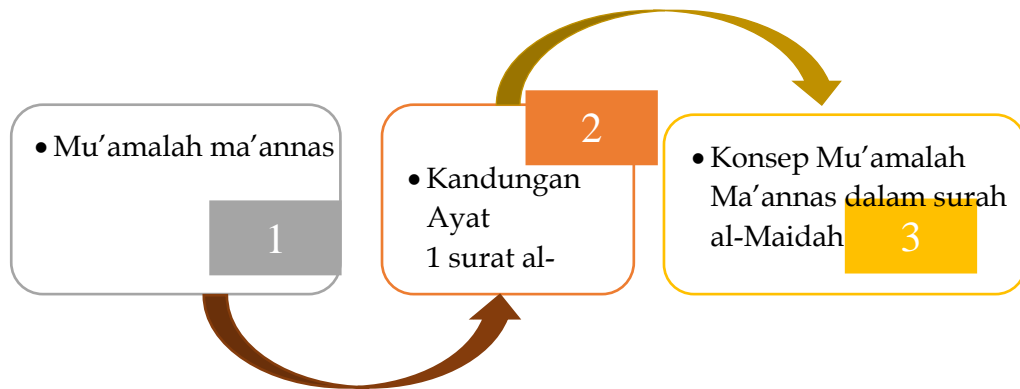 • Mu’amalah ma’annas
1
2
• Kandungan
Ayat
1 surat al-
• Konsep Mu’amalah
Ma’annas dalam surah
al-Maidah
3